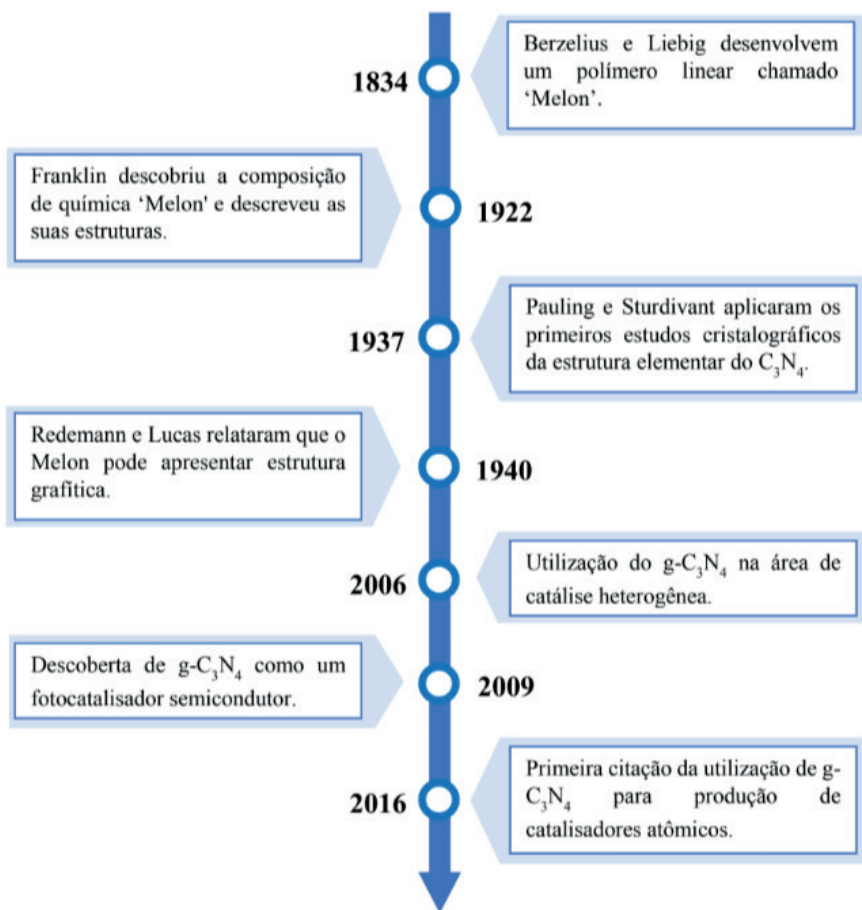 1834
Berzelius e Liebig desenvolvem
um polímero linear chamado
‘Melon’.
Franklin descobriu a composição
de química ‘Melon' e descreveu as
suas estruturas.
1922
1937
Pauling e Sturdivant aplicaram os
primeiros estudos cristalográficos
da estrutura elementar do C₃N₄.
Redemann e Lucas relataram que o
Melon pode apresentar estrutura
grafítica.
1940
2006
Utilização do g-C₃N₄ na área de
catálise heterogênea.
Descoberta de g-C₃N₄ como um
fotocatalisador semicondutor.
2009
2016
Primeira citação da utilização de g-
C₃N₄ para produção de
catalisadores atômicos.